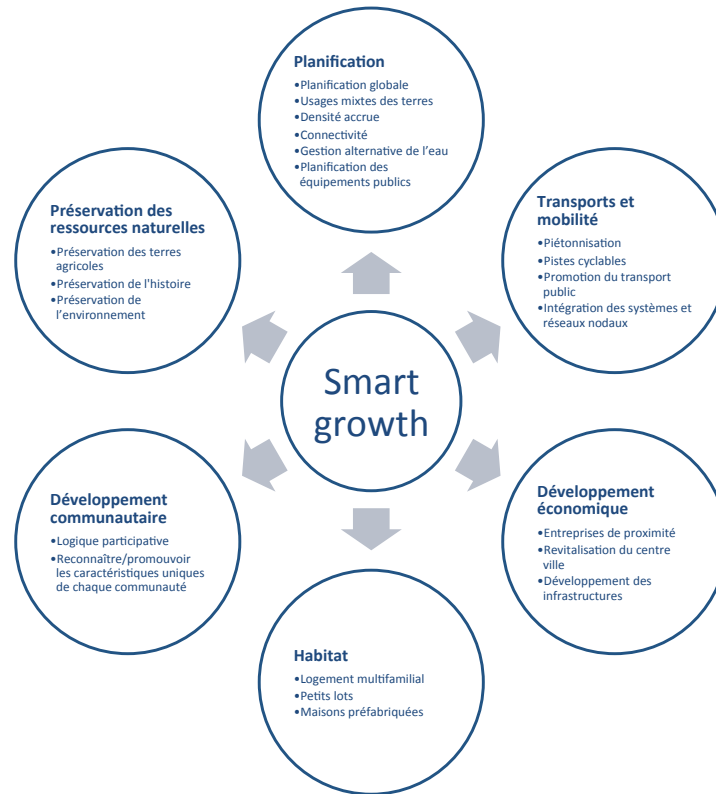 Planification
•Planification globale
•Usages mixtes des terres
•Densité accrue
•Connectivité
•Gestion alternative de l’eau
•Planification des
équipements publics
Transports et
mobilité
•Piétonnisation
•Pistes cyclables
•Promotion du transport
public
•Intégration des systèmes et
réseaux nodaux
Développement
économique
•Entreprises de proximité
•Revitalisation du centre
ville
•Développement des
infrastructures
Habitat
•Logement multifamilial
•Petits lots
•Maisons préfabriquées
Développement
communautaire
•Logique participative
•Reconnaître/promouvoir
les caractéristiques uniques
de chaque communauté
Préservation des
ressources naturelles
•Préservation des terres
agricoles
•Préservation de l'histoire
•Préservation de
l’environnement
Smart
growth